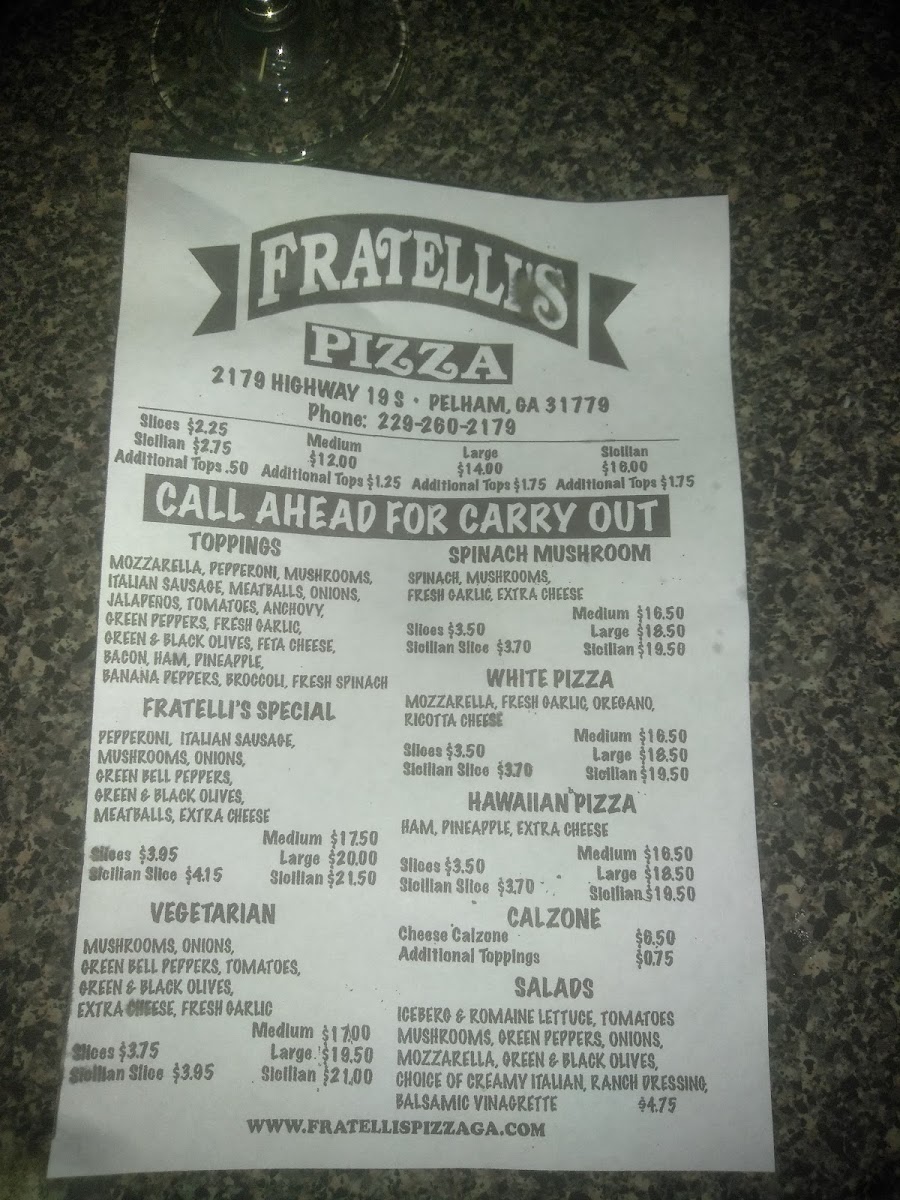 FRATELLI'S
PIZZA
2179 HIGHWAY 19 S • PELHAM, GA 31779
Phone: 229-260-2179
Slices $2.25
Sicilian $2.75
Additional Tops .50
Medium
$12.00
Additional Tops $1.25
Large
$14.00
Additional Tops $1.75
Sicilian
$16.00
Additional Tops $1.75
CALL AHEAD FOR CARRY OUT
TOPPINGS
MOZZARELLA, PEPPERONI, MUSHROOMS,
ITALIAN SAUSAGE, MEATBALLS, ONIONS,
JALAPENOS, TOMATOES, ANCHOVY,
GREEN PEPPERS, FRESH GARLIC,
GREEN & BLACK OLIVES, FETA CHEESE,
BACON, HAM, PINEAPPLE,
BANANA PEPPERS, BROCCOLI, FRESH SPINACH
FRATELLI'S SPECIAL
PEPPERONI, ITALIAN SAUSAGE,
MUSHROOMS, ONIONS,
GREEN BELL PEPPERS,
GREEN & BLACK OLIVES,
MEATBALLS, EXTRA CHEESE
Medium $17.50
Slices $3.95 Large $20.00
Sicilian Slice $4.15 Sicilian $21.50
VEGETARIAN
MUSHROOMS, ONIONS,
GREEN BELL PEPPERS, TOMATOES,
GREEN & BLACK OLIVES,
EXTRA CHEESE, FRESH GARLIC
Medium $17.00
Slices $3.75 Large $19.50
Sicilian Slice $3.95 Sicilian $21.00
SPINACH MUSHROOM
SPINACH, MUSHROOMS,
FRESH GARLIC, EXTRA CHEESE
Medium $16.50
Slices $3.50 Large $18.50
Sicilian Slice $3.70 Sicilian $19.50
WHITE PIZZA
MOZZARELLA, FRESH GARLIC, OREGANO,
RICOTTA CHEESE
Medium $16.50
Slices $3.50 Large $18.50
Sicilian Slice $3.70 Sicilian $19.50
HAWAIIAN PIZZA
HAM, PINEAPPLE, EXTRA CHEESE
Medium $16.50
Slices $3.50 Large $18.50
Sicilian Slice $3.70 Sicilian $19.50
CALZONE
Cheese Calzone $6.50
Additional Toppings $0.75
SALADS
ICEBERG & ROMAINE LETTUCE, TOMATOES
MUSHROOMS, GREEN PEPPERS, ONIONS,
MOZZARELLA, GREEN & BLACK OLIVES,
CHOICE OF CREAMY ITALIAN, RANCH DRESSING,
BALSAMIC VINAGRETTE $4.75
WWW.FRATELLISPIZZAGA.COM